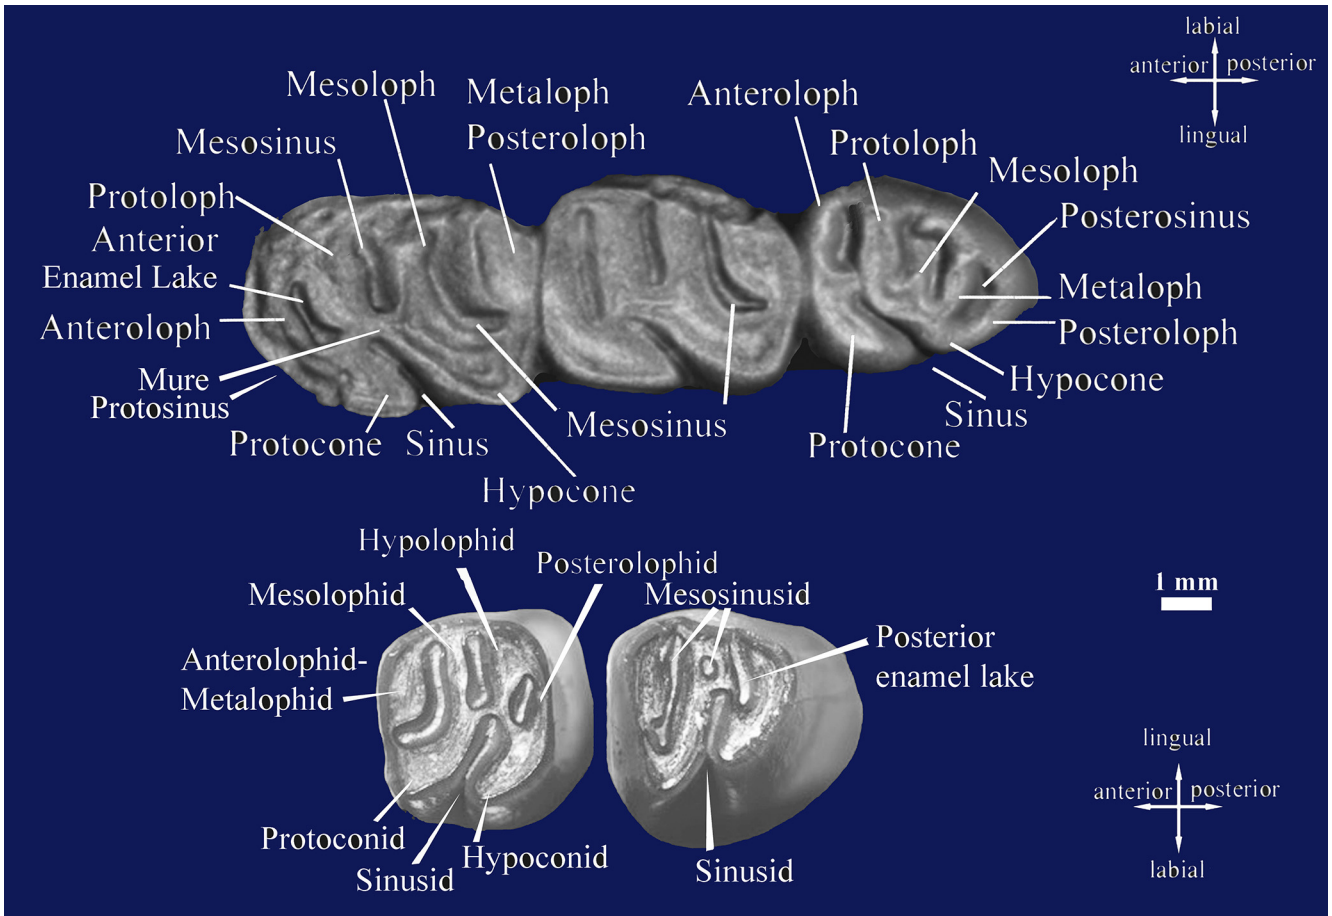 labial
anterior posterior
lingual
Mesoloph
Metaloph
Posteroloph
Anteroloph
Protoloph
Mesoloph
Posterosinus
Mesosinus
Protoloph
Anterior
Enamel Lake
Anteroloph
Metaloph
Posteroloph
Hypocone
Sinus
Mure
Protosinus
Protocone
Sinus
Mesosinus
Protocone
Hypocone
Hypolophid
Posterolophid
Mesolophid
Mesosinusid
1 mm
Anterolophid-
Metalophid
Posterior
enamel lake
lingual
anterior posterior
labial
Protoconid
Sinusid
Hypoconid
Sinusid